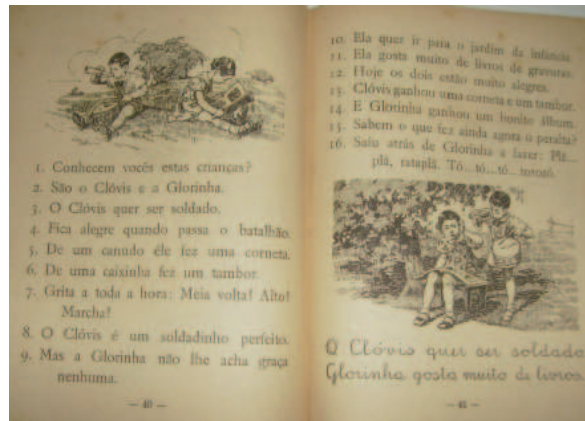 1. Conhecem vocês estas crianças?
2. São o Clóvis e a Glorinha.
3. O Clóvis quer ser soldado.
4. Fica alegre quando passa o batalhão.
5. De um canudo êle fez uma corneta.
6. De uma caixinha fez um tambor.
7. Grita a toda a hora: Meia volta! Alto!
Marcha!
8. O Clóvis é um soldadinho perfeito.
9. Mas a Glorinha não lhe acha graça
nenhuma.
— 40 —
10. Ela quer ir para o jardim da infância.
11. Ela gosta muito de livros de gravuras.
12. Hoje os dois estão muito alegres.
13. Clóvis ganhou uma corneta e um tambor.
14. E Glorinha ganhou um bonito álbum.
15. Sabem o que fez ainda agora o peralta?
16. Saiu atrás de Glorinha a fazer: Plá...
plá, rataplá. Tó...tó...tó... tototó.
O Clóvis quer ser soldado
Glorinha gosta muito de livros.
— 41 —